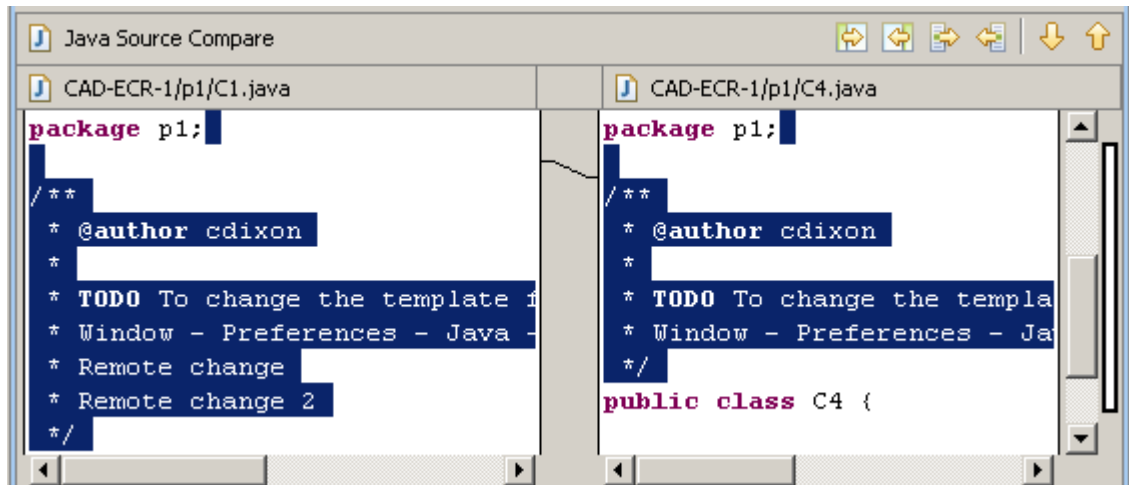 Java Source Compare
CAD-ECR-1/p1/C1.java
package p1;
/**
 * @author cdixon
 *
 * TODO To change the template f
 * Window - Preferences - Java -
 * Remote change
 * Remote change 2
 */
CAD-ECR-1/p1/C4.java
package p1;
/**
 * @author cdixon
 *
 * TODO To change the templa
 * Window - Preferences - Ja
 */
public class C4 {